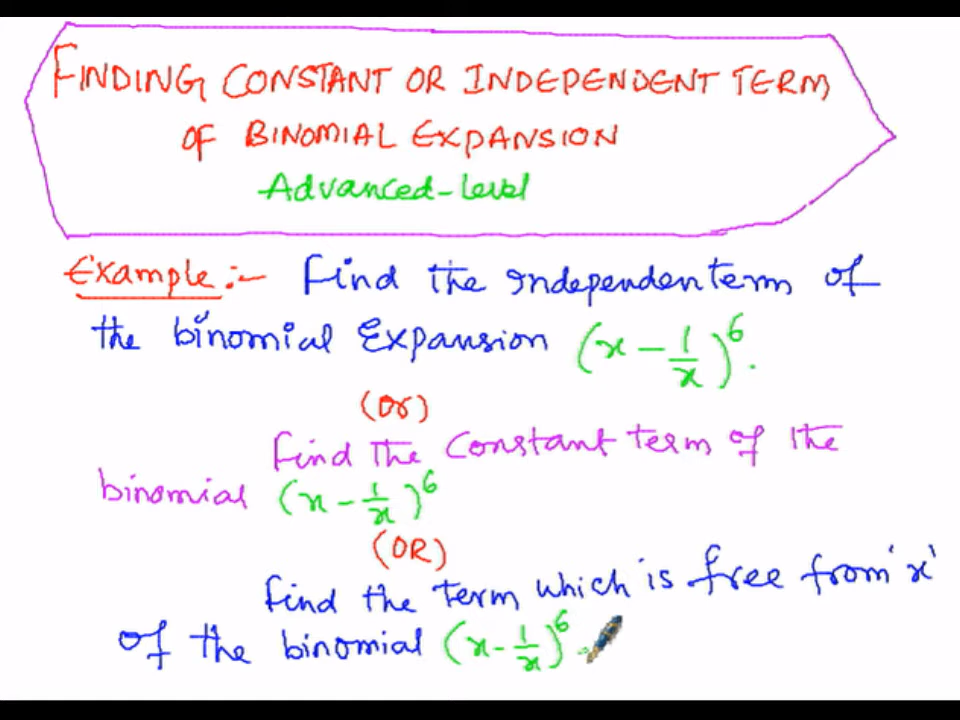 FINDING CONSTANT OR INDEPENDENT TERM
OF BINOMIAL EXPANSION
Advanced-level
Example:- Find the Independenterm of
the binomial Expansion (x - 1/x)^6.
(Or)
Find the Constant term of the
binomial (x - 1/x)^6
(OR)
Find the term which is free from 'x'
of the binomial (x - 1/x)^6